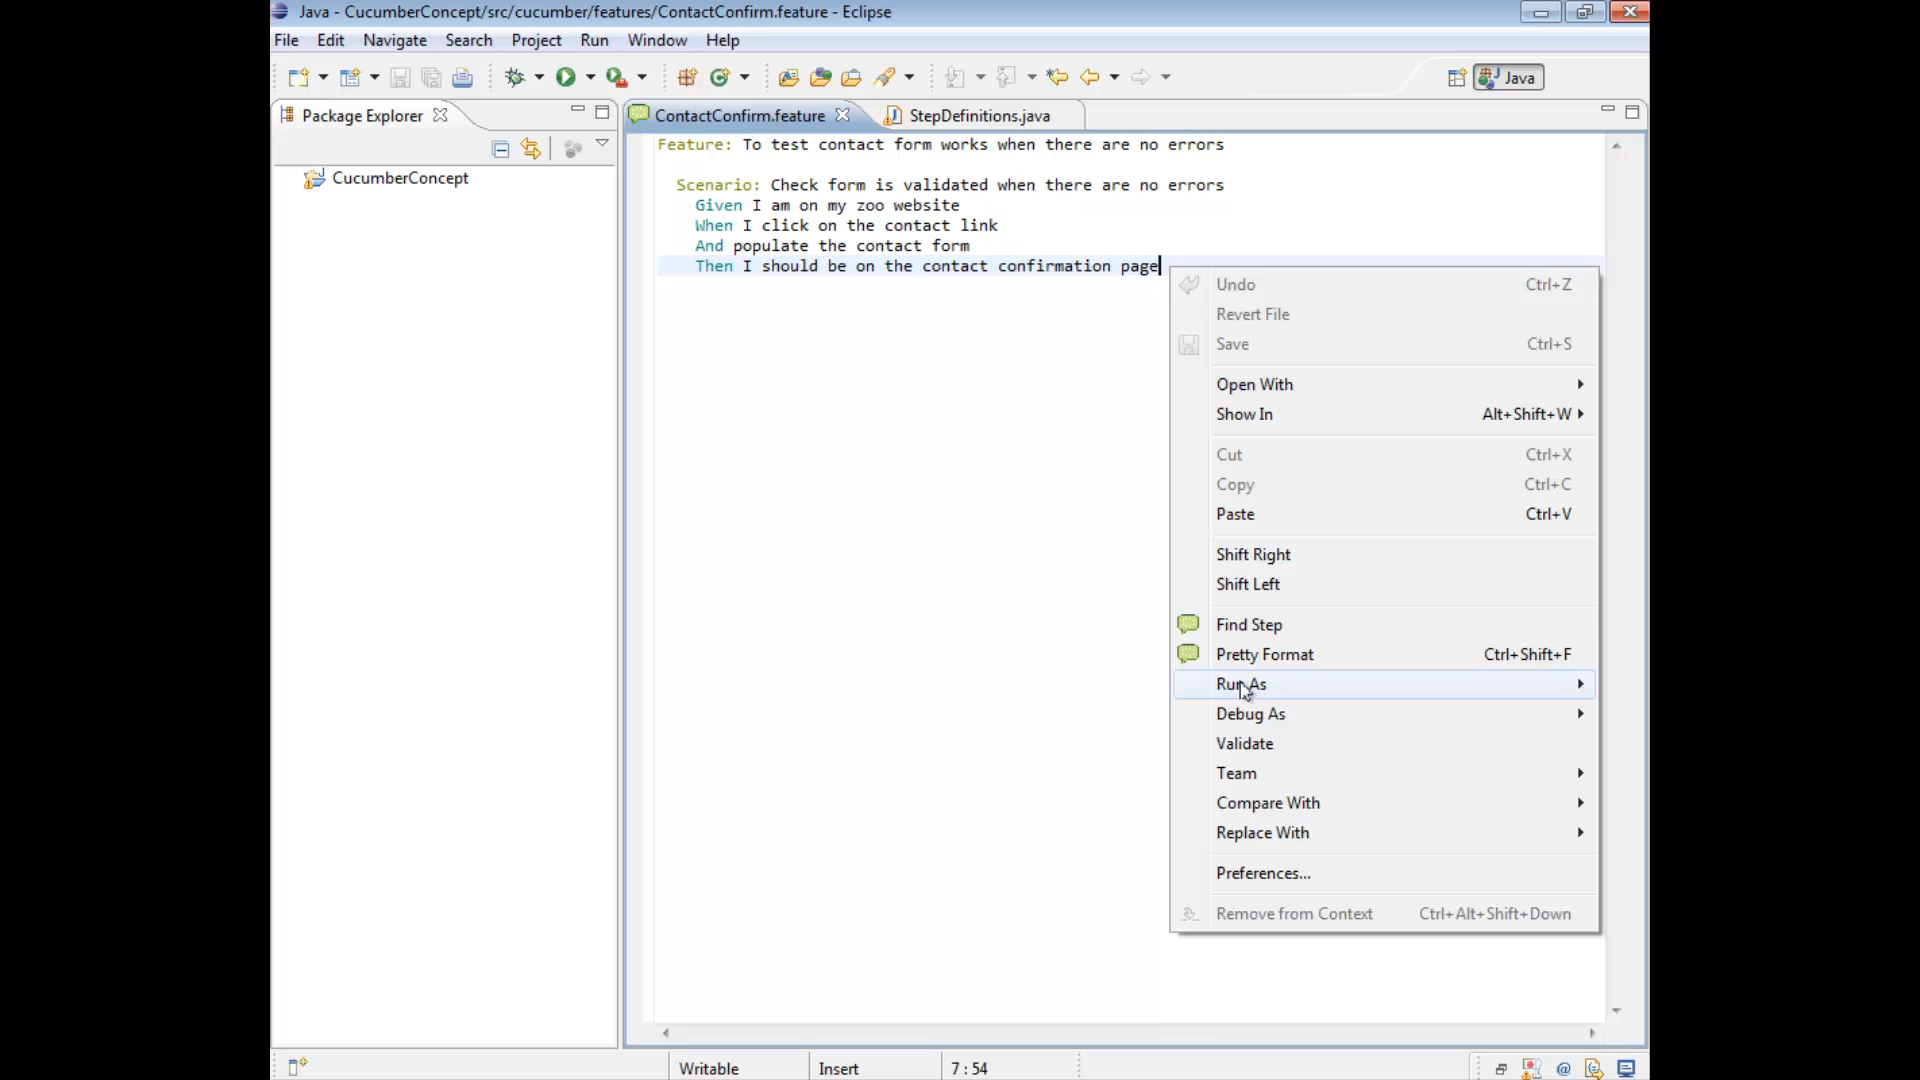 Java - CucumberConcept/src/cucumber/features/ContactConfirm.feature - Eclipse
File Edit Navigate Search Project Run Window Help
Java
Package Explorer
ContactConfirm.feature
StepDefinitions.java
CucumberConcept
Feature: To test contact form works when there are no errors
Scenario: Check form is validated when there are no errors
Given I am on my zoo website
When I click on the contact link
And populate the contact form
Then I should be on the contact confirmation page
Undo Ctrl+Z
Revert File
Save Ctrl+S
Open With
Show In Alt+Shift+W
Cut Ctrl+X
Copy Ctrl+C
Paste Ctrl+V
Shift Right
Shift Left
Find Step
Pretty Format Ctrl+Shift+F
Run As
Debug As
Validate
Team
Compare With
Replace With
Preferences...
Remove from Context Ctrl+Alt+Shift+Down
Writable Insert 7 : 54